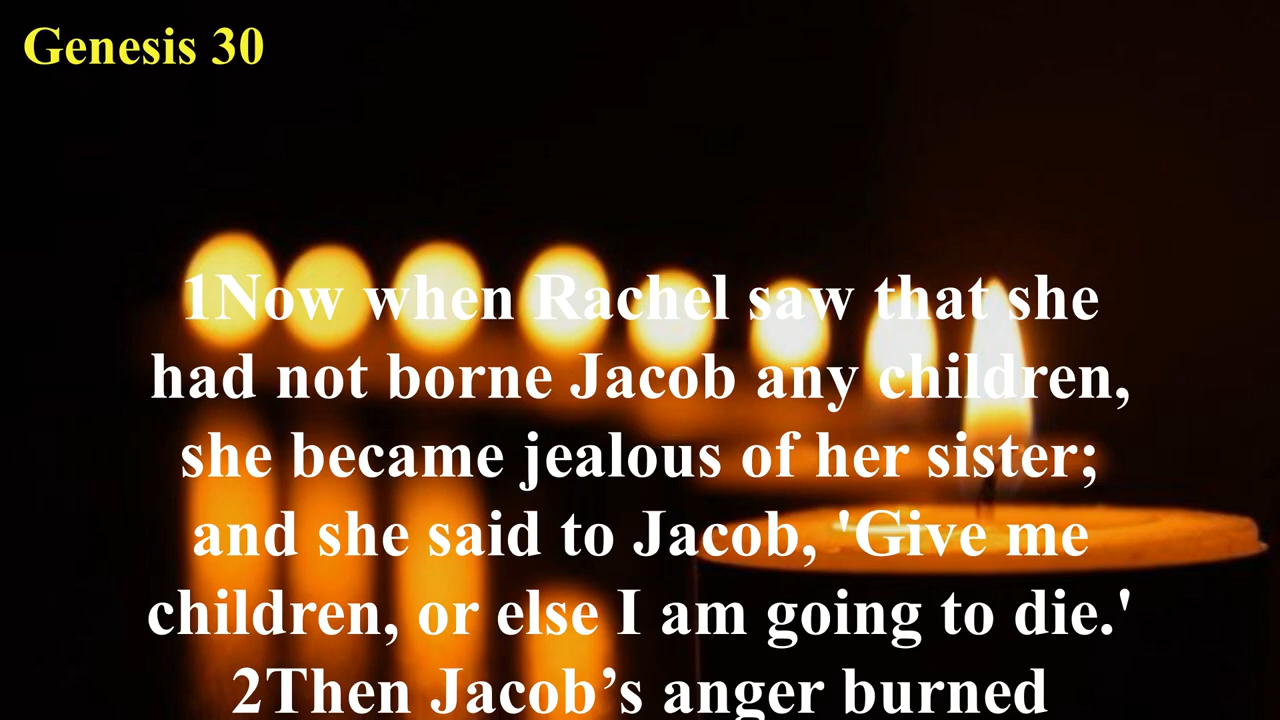 Genesis 30
1Now when Rachel saw that she
had not borne Jacob any children,
she became jealous of her sister;
and she said to Jacob, 'Give me
children, or else I am going to die.'
2Then Jacob’s anger burned